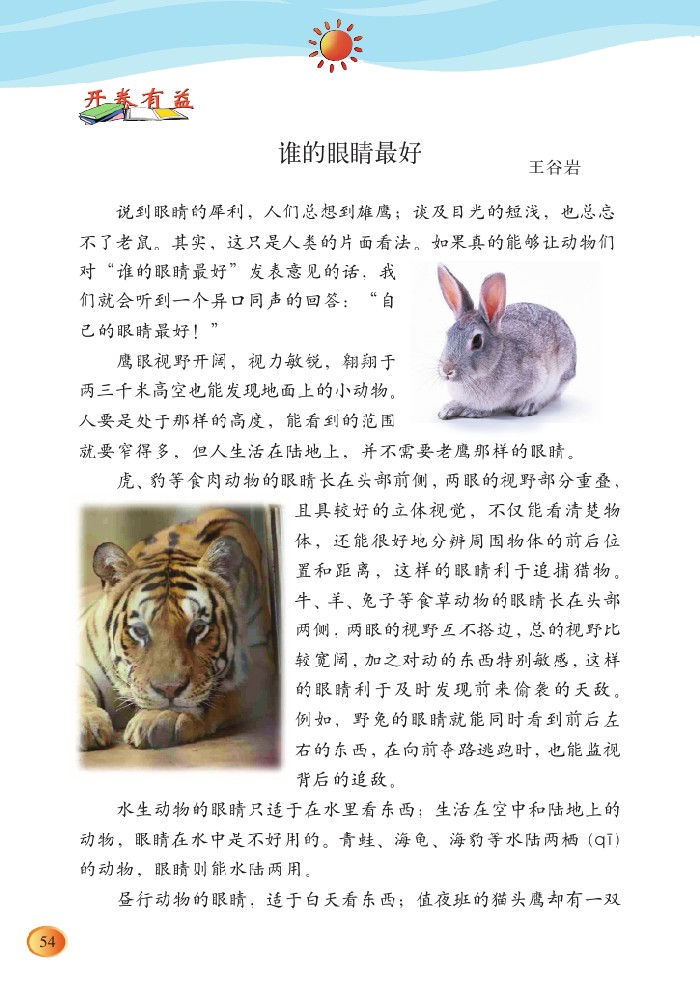 开卷有益
谁的眼睛最好
王谷岩
说到眼睛的犀利，人们总想到雄鹰；谈及目光的短浅，也总忘
不了老鼠。其实，这只是人类的片面看法。如果真的能够让动物们
对“谁的眼睛最好”发表意见的话，我
们就会听到一个异口同声的回答：“自
己的眼睛最好！”
鹰眼视野开阔，视力敏锐，翱翔于
两三千米高空也能发现地面上的小动物。
人要是处于那样的高度，能看到的范围
就要窄得多，但人生活在陆地上，并不需要老鹰那样的眼睛。
虎、豹等食肉动物的眼睛长在头部前侧，两眼的视野部分重叠，
且具较好的立体视觉，不仅能看清楚物
体，还能很好地分辨周围物体的前后位
置和距离，这样的眼睛利于追捕猎物。
牛、羊、兔子等食草动物的眼睛长在头部
两侧，两眼的视野互不搭边，总的视野比
较宽阔，加之对动的东西特别敏感，这样
的眼睛利于及时发现前来偷袭的天敌。
例如，野兔的眼睛就能同时看到前后左
右的东西，在向前夺路逃跑时，也能监视
背后的追敌。
水生动物的眼睛只适于在水里看东西；生活在空中和陆地上的
动物，眼睛在水中是不好用的。青蛙、海龟、海豹等水陆两栖（qī）
的动物，眼睛则能水陆两用。
昼行动物的眼睛，适于白天看东西；值夜班的猫头鹰却有一双
54